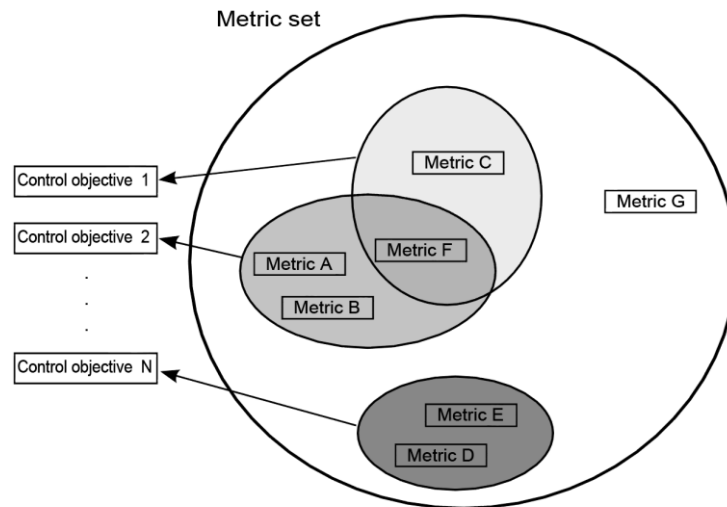 Metric set
Metric C
Control objective 1
Metric G
Control objective 2
Metric F
Metric A
Metric B
.
.
.
Control objective N
Metric E
Metric D